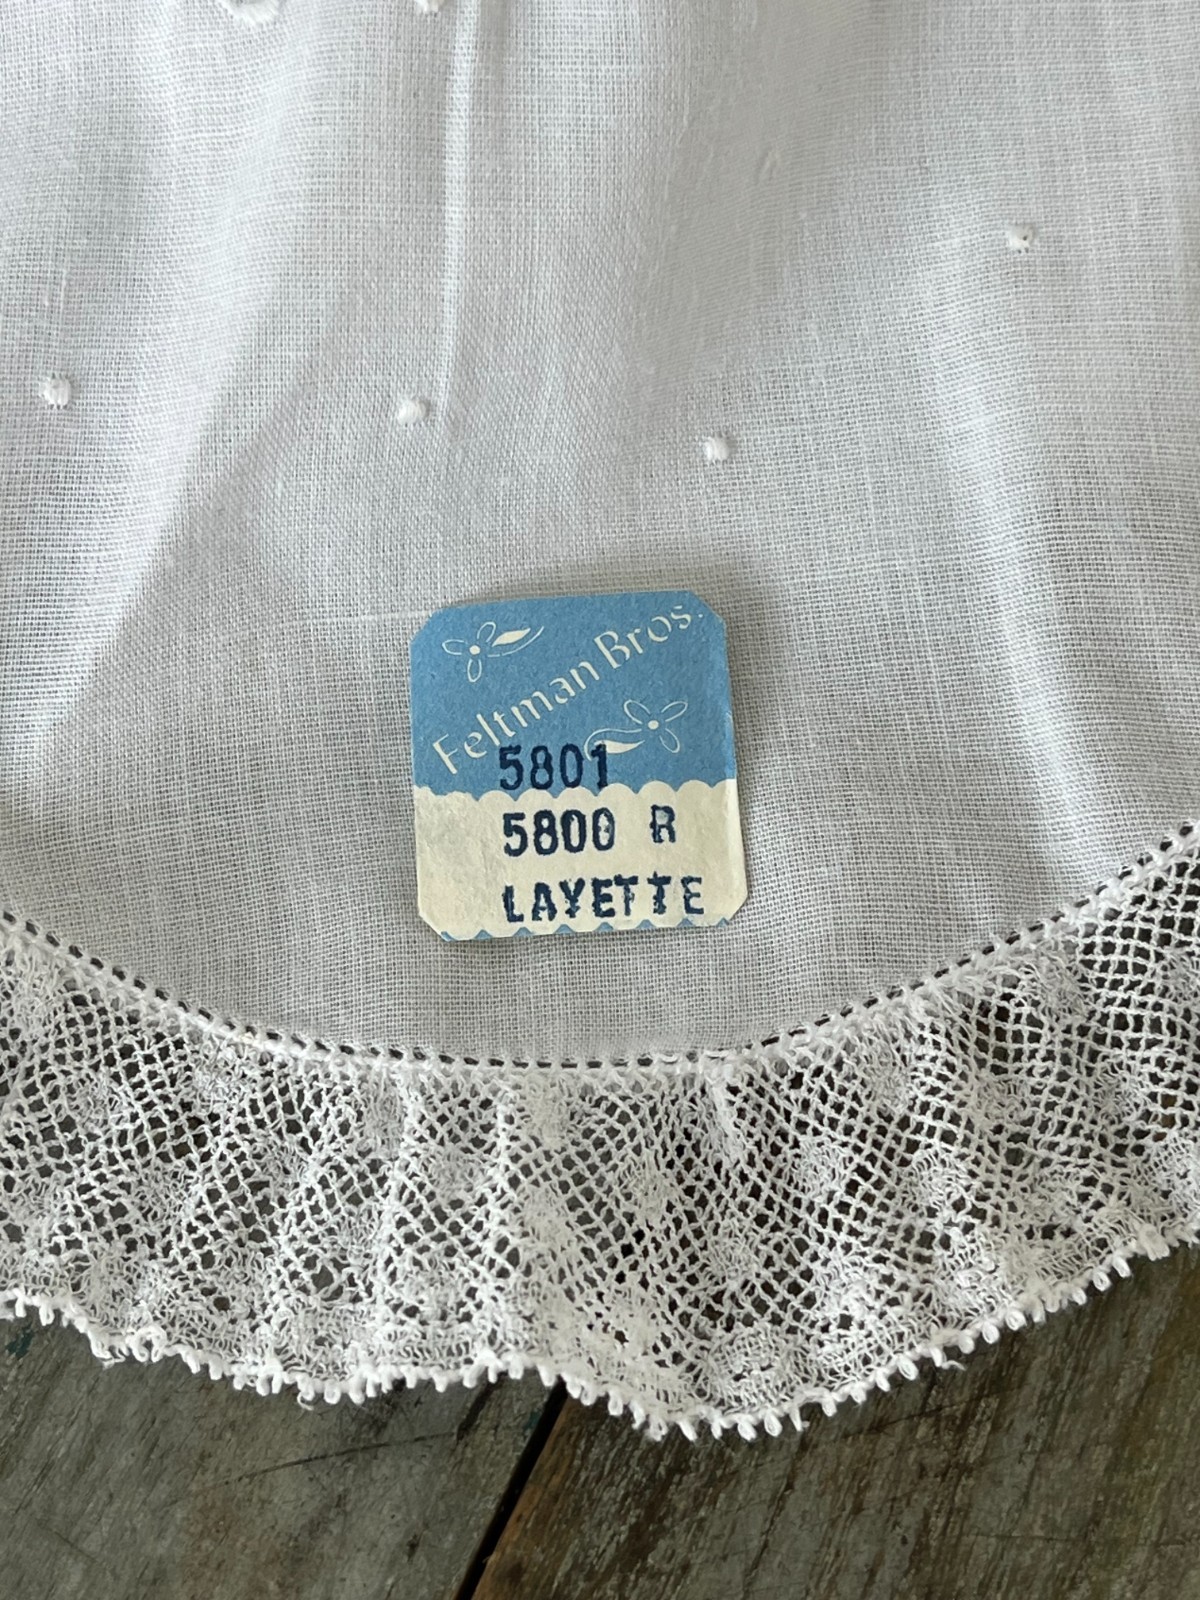 Feltman Bros.
5801
5800 R
LAYETTE